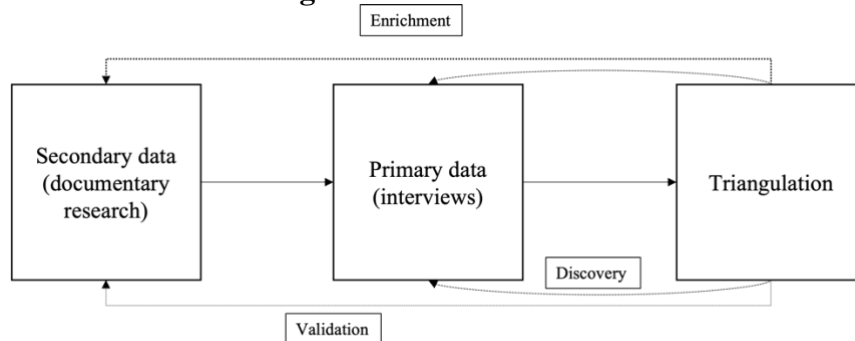 Enrichment
Secondary data
(documentary
research)
Primary data
(interviews)
Triangulation
Discovery
Validation